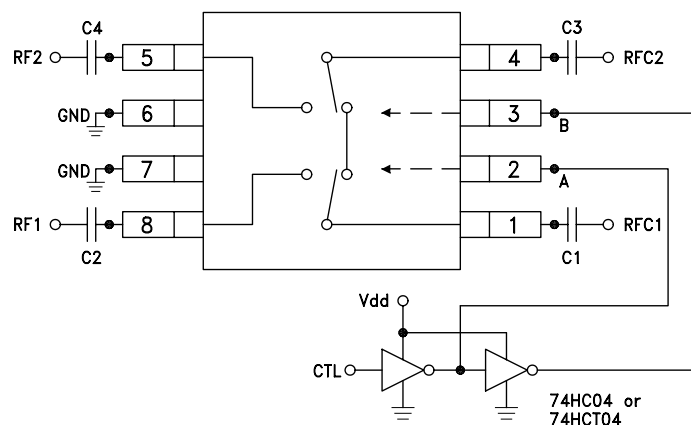 C4
C3
RF2
5
4
RFC2
GND
6
3
B
GND
7
2
A
RF1
8
1
RFC1
C2
C1
Vdd
CTL
74HC04 or
74HCT04